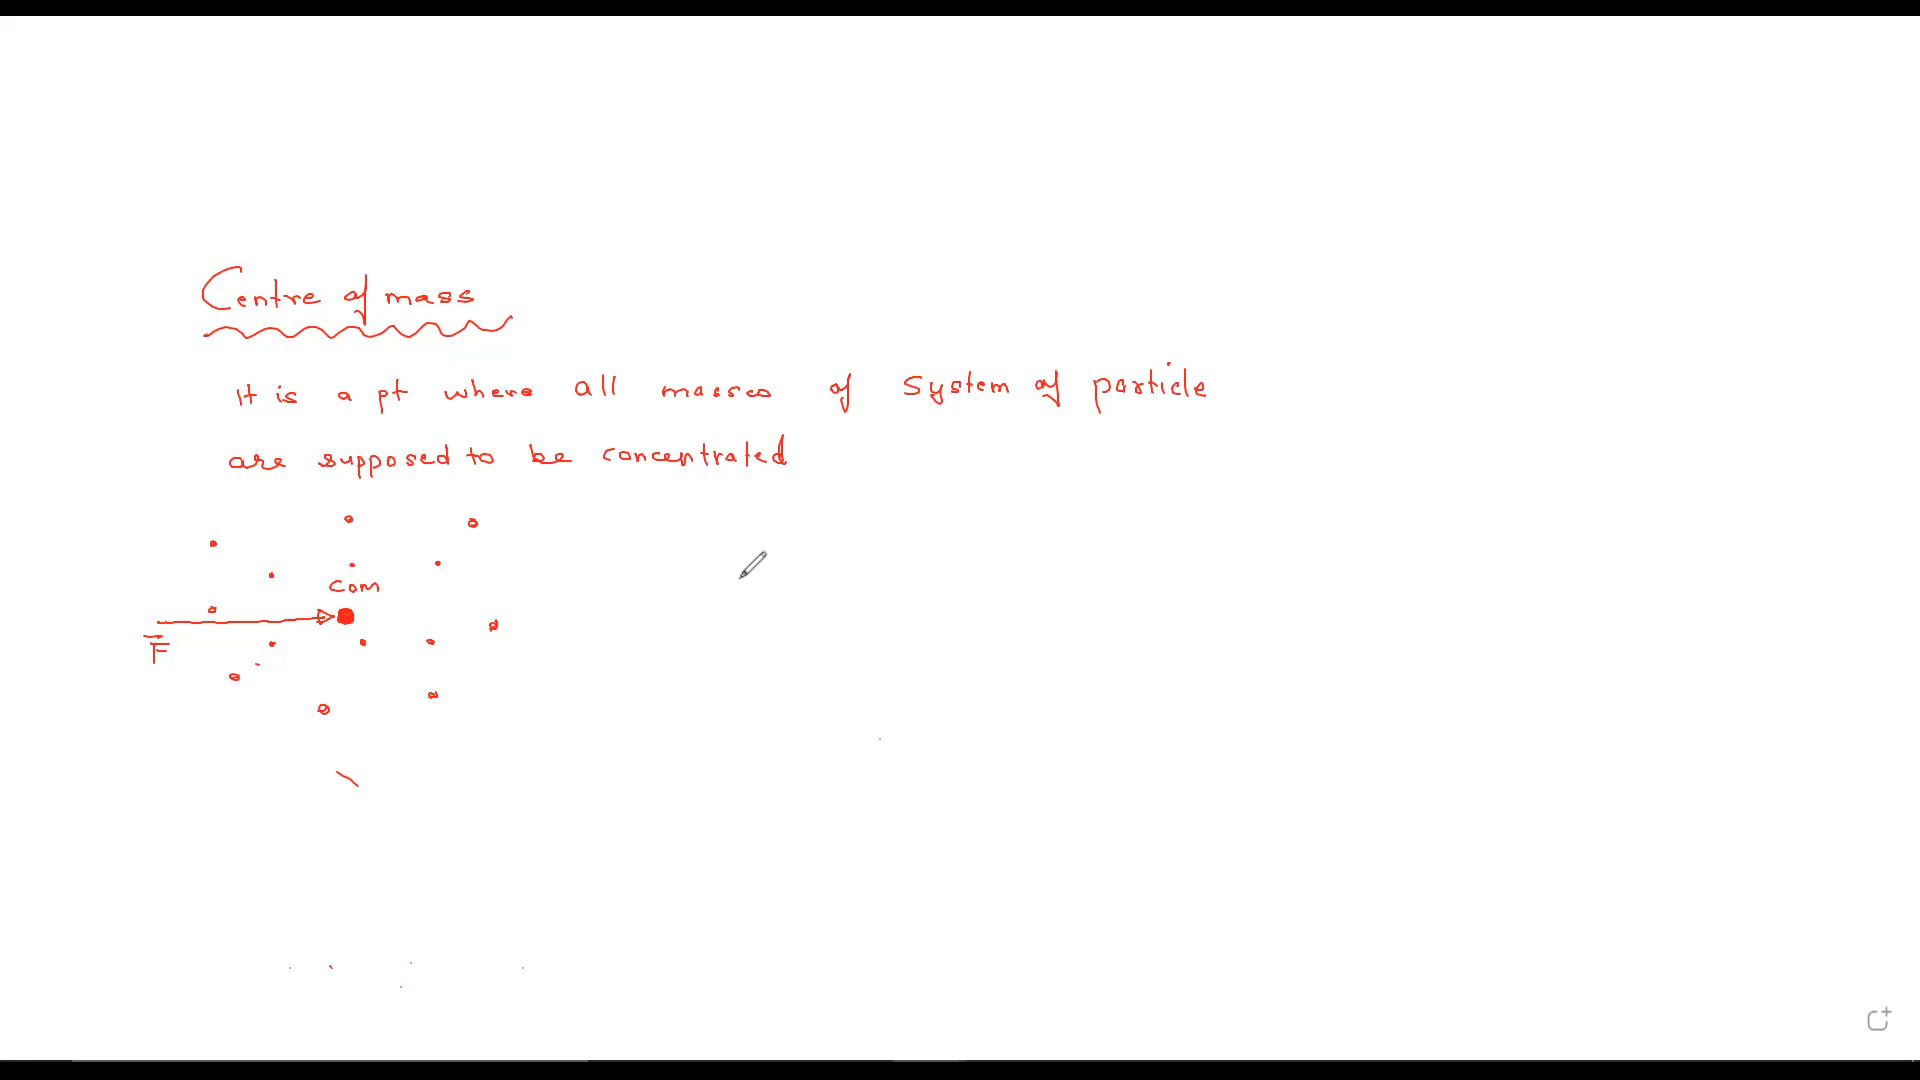 Centre of mass
It is a pt where all masses of system of particle
are supposed to be concentrated
com
F